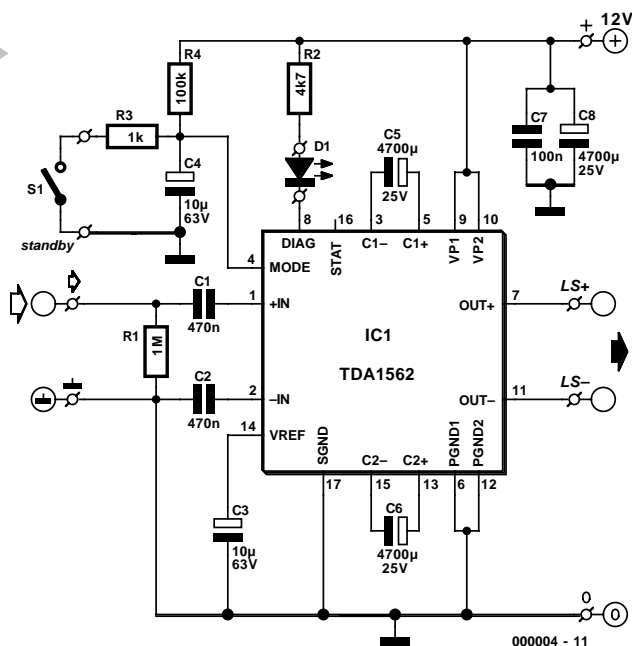 + 12V
R4
100k
R2
4k7
R3
1k
D1
C5
4700µ
25V
C7
100n
C8
4700µ
25V
C4
10µ
63V
S1
standby
8
16
3
5
9
10
DIAG
STAT
C1–
C1+
VP1
VP2
4
MODE
C1
470n
1
+IN
OUT+
7
LS+
R1
1M
IC1
TDA1562
C2
470n
2
–IN
OUT–
11
LS–
14
VREF
SGND
C2–
C2+
PGND1
PGND2
17
15
13
6
12
C3
10µ
63V
C6
4700µ
25V
0
0
000004 - 11